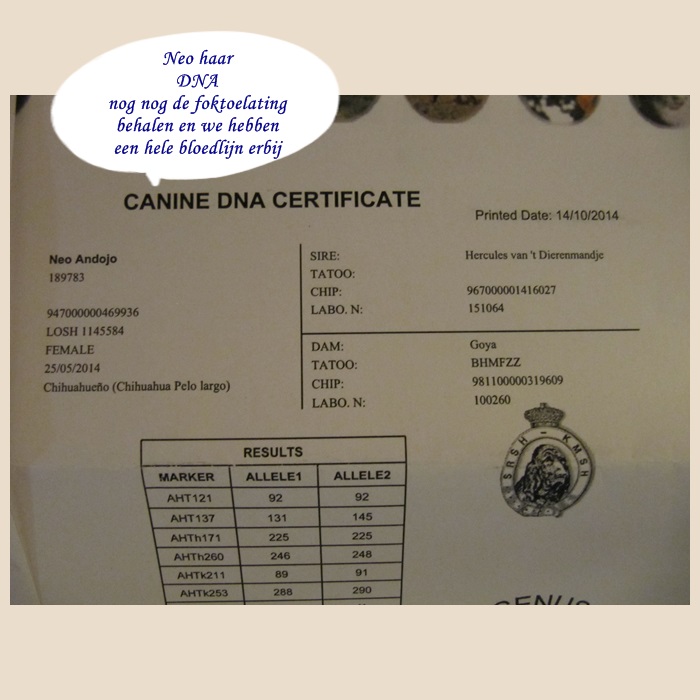 Neo haar
DNA
nog nog de foktoelating
behalen en we hebben
een hele bloedlijn erbij
CANINE DNA CERTIFICATE
Printed Date: 14/10/2014
Neo Andojo
189783
947000000469936
LOSH 1145584
FEMALE
25/05/2014
Chihuahueño (Chihuahua Pelo largo)
SIRE: Hercules van 't Dierenmandje
TATOO:
CHIP: 967000001416027
LABO. N: 151064
DAM: Goya
TATOO: BHMFZZ
CHIP: 981100000319609
LABO. N: 100260
SRSH - KMSH
RESULTS
MARKER ALLELE1 ALLELE2
AHT121 92 92
AHT137 131 145
AHTh171 225 225
AHTh260 246 248
AHTk211 89 91
AHTk253 288 290
GENUS